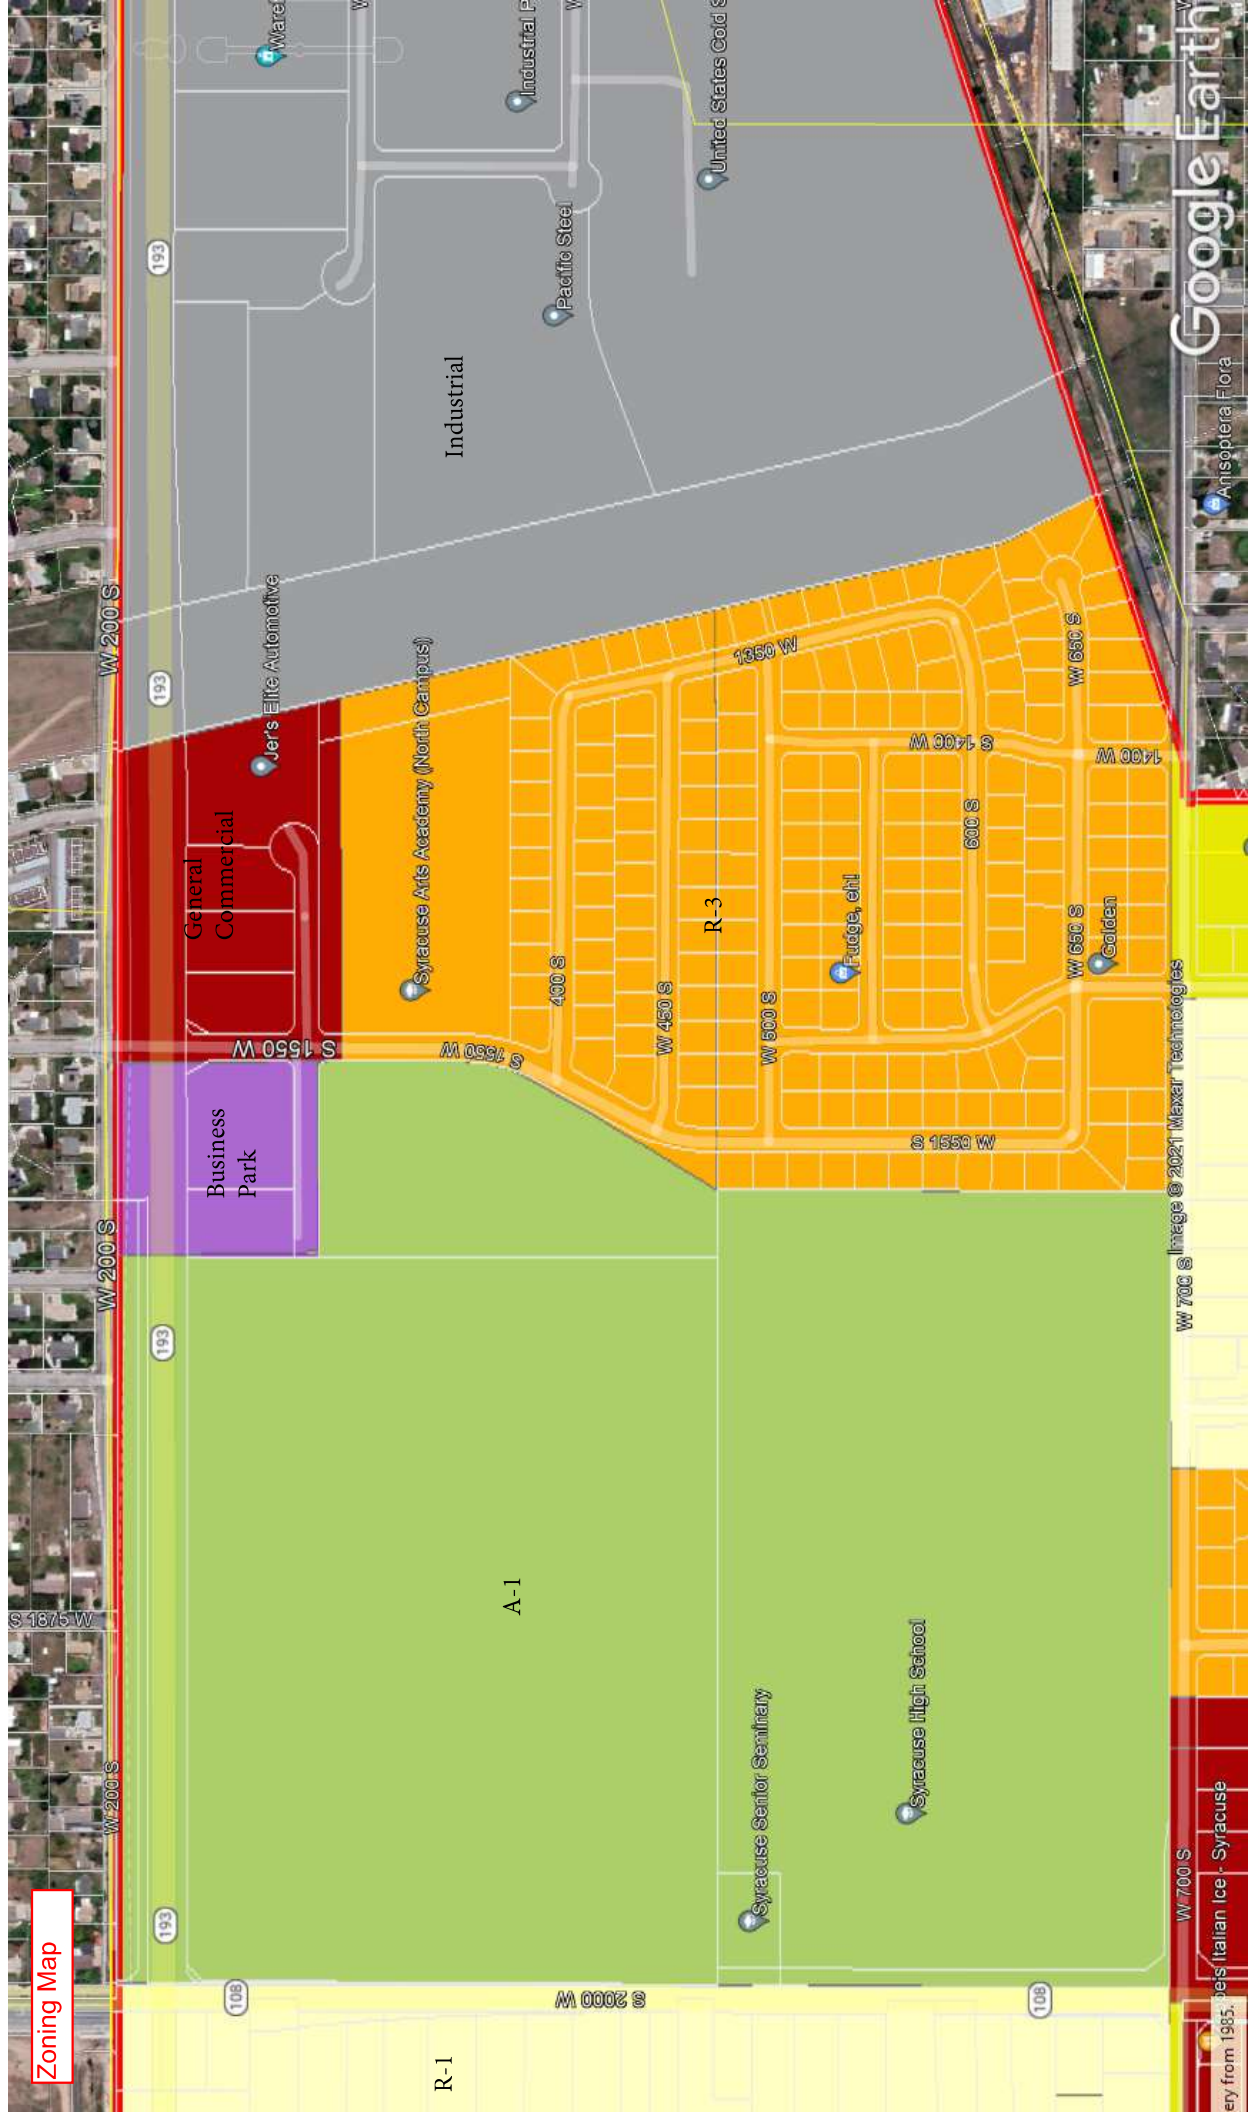 Zoning Map
W 200 S
W 200 S
W 200 S
S 1875 W
193
193
193
193
108
108
S 2000 W
R-1
A-1
Syracuse Senior Seminary
Syracuse High School
Business
Park
General
Commercial
Jer's Elite Automotive
S 1550 W
S 1550 W
S 1550 W
Syracuse Arts Academy (North Campus)
400 S
W 450 S
R-3
W 500 S
1350 W
Fudge, eh!
S 1400 W
1400 W
600 S
W 650 S
W 650 S
Golden
Industrial
Pacific Steel
Industrial P
United States Cold S
Ware
W 700 S
W 700 S
Image © 2021 Maxar Technologies
Anisoptera Flora
Google Earth
Italian Ice - Syracuse
ery from 1985.